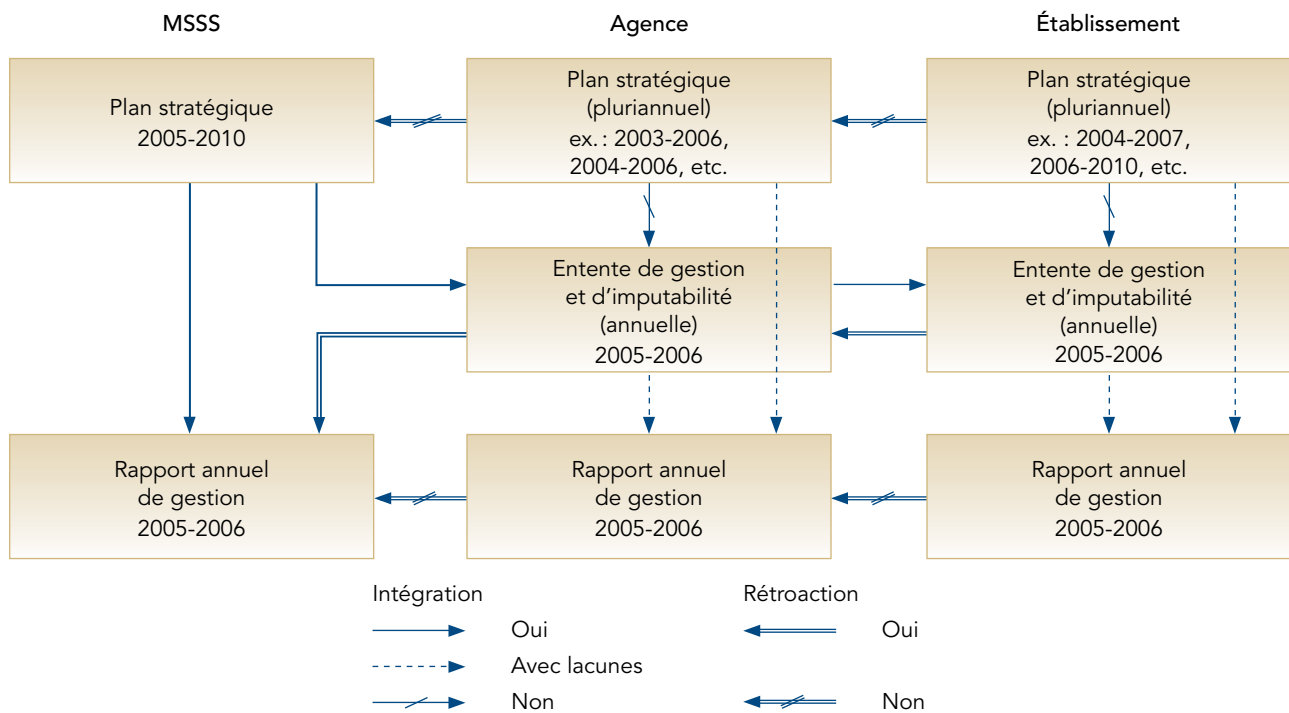 MSSS
Agence
Établissement
Plan stratégique
2005-2010
Plan stratégique
(pluriannuel)
ex. : 2003-2006,
2004-2006, etc.
Plan stratégique
(pluriannuel)
ex. : 2004-2007,
2006-2010, etc.
Entente de gestion
et d’imputabilité
(annuelle)
2005-2006
Entente de gestion
et d’imputabilité
(annuelle)
2005-2006
Rapport annuel
de gestion
2005-2006
Rapport annuel
de gestion
2005-2006
Rapport annuel
de gestion
2005-2006
Intégration
Oui
Avec lacunes
Non
Rétroaction
Oui
Non